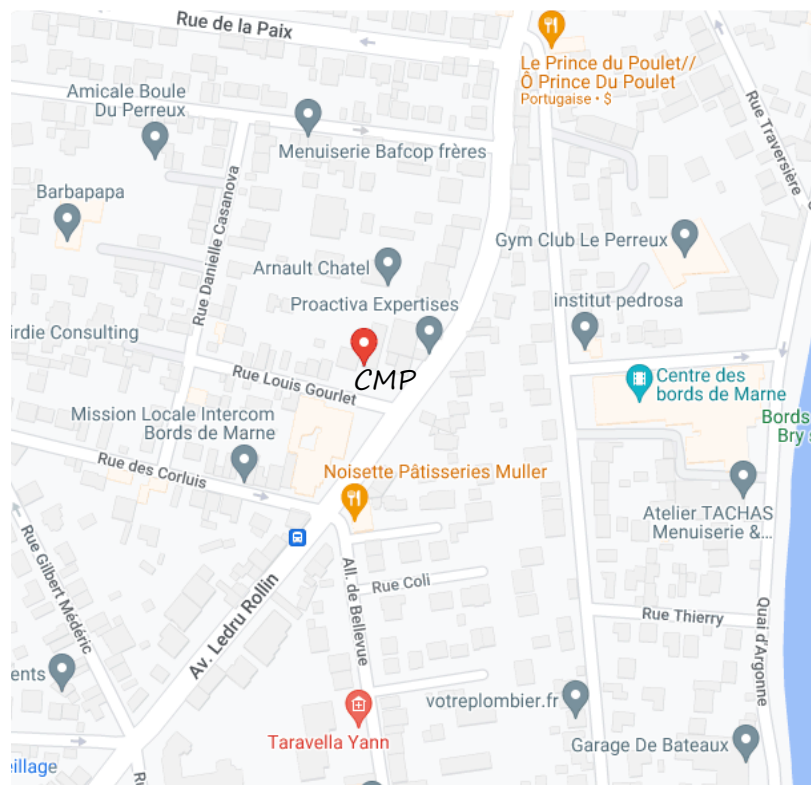 Rue de la Paix
Le Prince du Poulet//
Ô Prince Du Poulet
Portugaise • $
Amicale Boule
Du Perreux
Menuiserie Bafcop frères
Rue Traversière
Barbapapa
Rue Danielle Casanova
Gym Club Le Perreux
Arnault Chatel
Proactiva Expertises
institut pedrosa
irdie Consulting
CMP
Rue Louis Gourlet
Centre des
bords de Marne
Mission Locale Intercom
Bords de Marne
Bords
Bry s
Rue des Corluis
Noisette Pâtisseries Muller
Atelier TACHAS
Menuiserie &...
Rue Gilbert Médéric
Av. Ledru Rollin
All. de Bellevue
Rue Coli
Rue Thierry
Quai d'Argonne
ents
votreplombier.fr
Taravella Yann
Garage De Bateaux
eillage
Ru